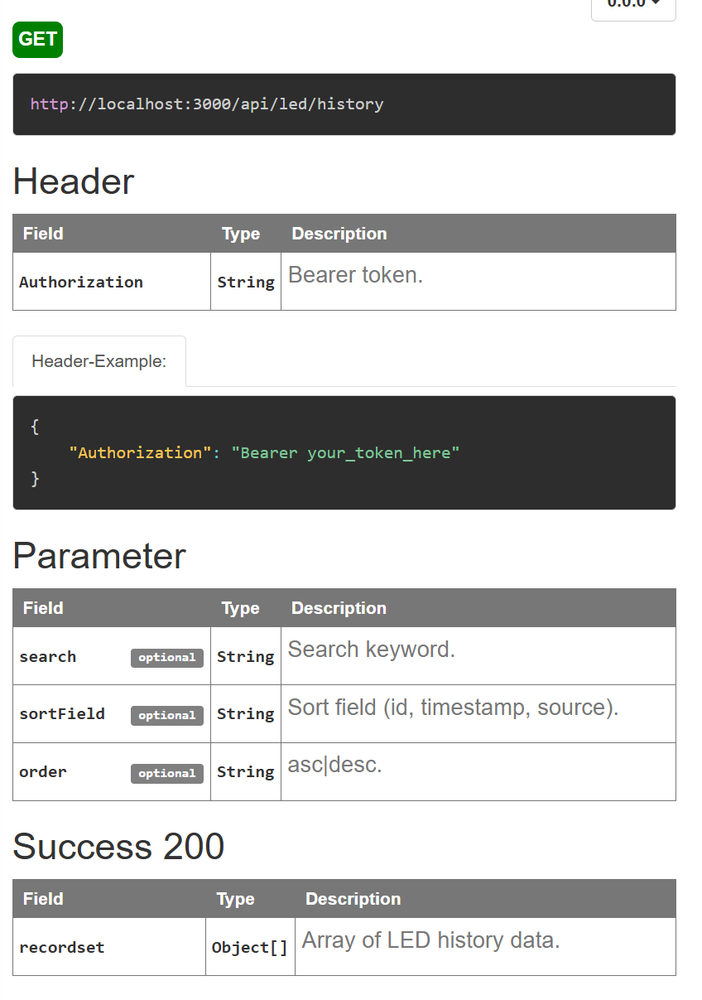 0.0.0
GET
http://localhost:3000/api/led/history
Header
Field Type Description
Authorization String Bearer token.
Header-Example:
{
"Authorization": "Bearer your_token_here"
}
Parameter
Field Type Description
search optional String Search keyword.
sortField optional String Sort field (id, timestamp, source).
order optional String asc|desc.
Success 200
Field Type Description
recordset Object[] Array of LED history data.